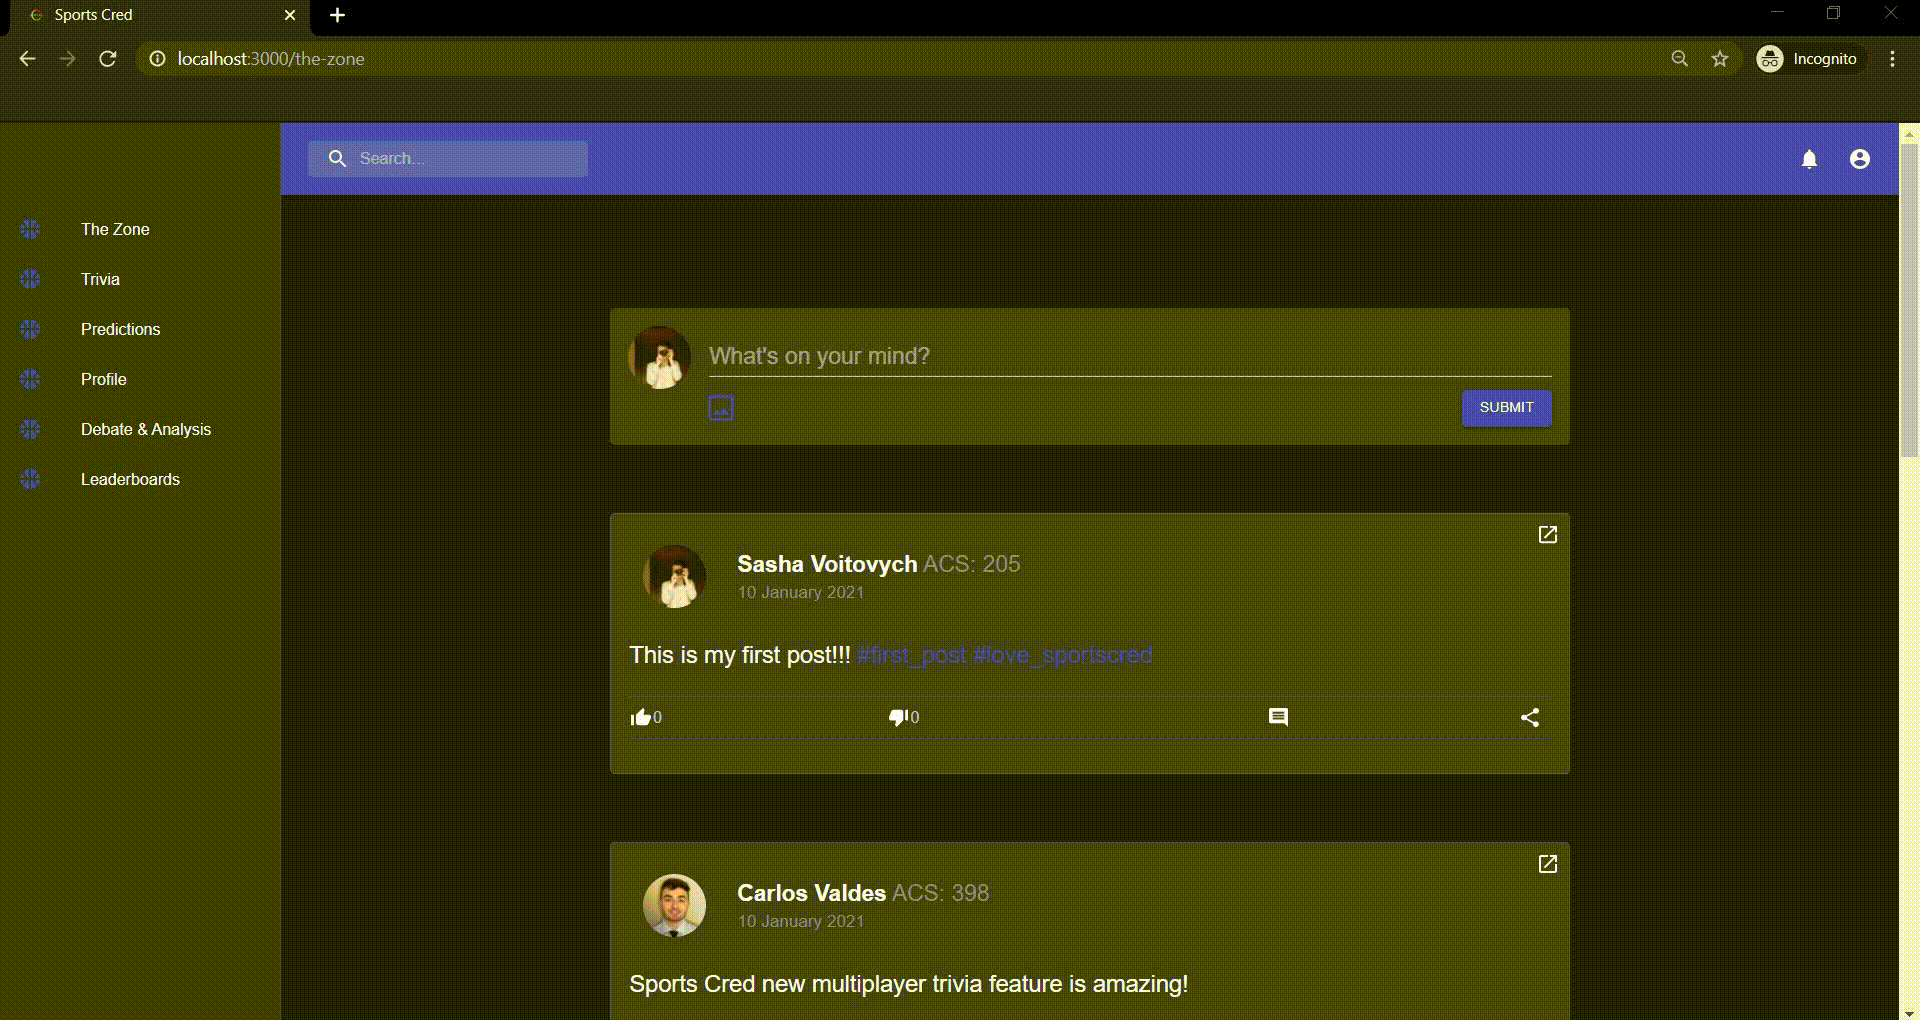 Sports Cred
localhost:3000/the-zone
Incognito
Search...
The Zone
Trivia
Predictions
Profile
Debate & Analysis
Leaderboards
What's on your mind?
SUBMIT
Sasha Voitovych ACS: 205
10 January 2021
This is my first post!!! #first_post #love_sportscred
0
0
Carlos Valdes ACS: 398
10 January 2021
Sports Cred new multiplayer trivia feature is amazing!